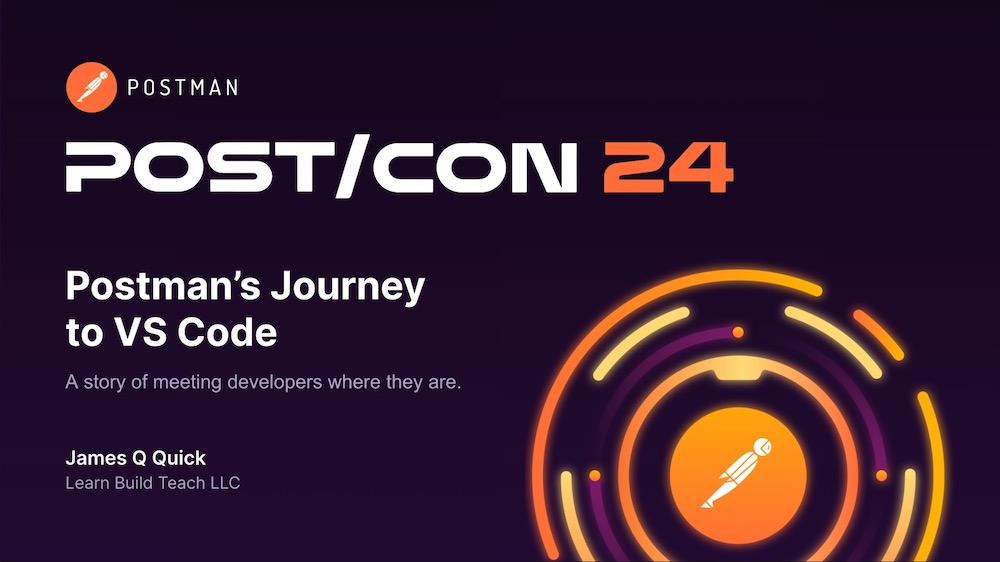 POSTMAN
POST/CON 24
Postman’s Journey
to VS Code
A story of meeting developers where they are.
James Q Quick
Learn Build Teach LLC